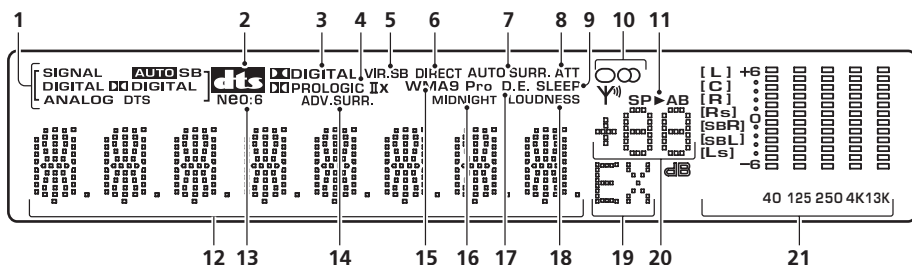 1 2 3 4 5 6 7 8 9 10 11
SIGNAL AUTO SB dts DIGITAL VIR.SB DIRECT AUTO SURR. ATT
DIGITAL DIGITAL PROLOGIC IIx WMA9 Pro D.E. SLEEP
ANALOG DTS Neo:6 ADV.SURR. MIDNIGHT LOUDNESS
SP►AB
+88
dB
EX
[L] +6
[C]
[R]
[Rs] 0
[SBR]
[SBL]
[Ls] -6
40 125 250 4K 13K
12 13 14 15 16 17 18 19 20 21